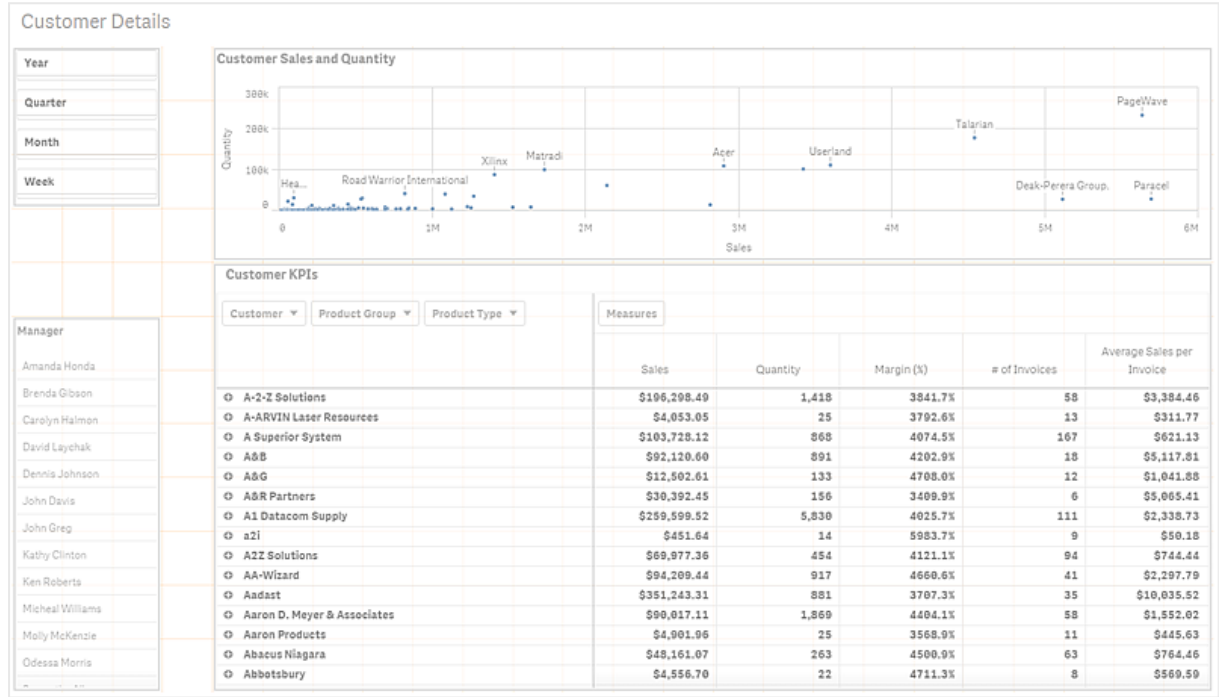 Customer Details
Year
Quarter
Month
Week
Manager
Amanda Honda
Brenda Gibson
Carolyn Halmon
David Laychak
Dennis Johnson
John Davis
John Greg
Kathy Clinton
Ken Roberts
Micheal Williams
Molly McKenzie
Odessa Morris
Customer Sales and Quantity
300k
200k
100k
0
Quantity
PageWave
Talarian
Acer
Userland
Xilinx
Matradi
Hea...
Road Warrior International
Deak-Perera Group.
Paracel
0 1M 2M 3M 4M 5M 6M
Sales
Customer KPIs
Customer Product Group Product Type Measures
Sales Quantity Margin (%) # of Invoices Average Sales per
Invoice
A-2-Z Solutions $196,298.49 1,418 3841.7% 58 $3,384.46
A-ARVIN Laser Resources $4,053.05 25 3792.6% 13 $311.77
A Superior System $103,728.12 868 4074.5% 167 $621.13
A&B $92,120.60 891 4202.9% 18 $5,117.81
A&G $12,502.61 133 4708.0% 12 $1,041.88
A&R Partners $30,392.45 156 3409.9% 6 $5,065.41
A1 Datacom Supply $259,599.52 5,830 4025.7% 111 $2,338.73
a2i $451.64 14 5983.7% 9 $50.18
A2Z Solutions $69,977.36 454 4121.1% 94 $744.44
AA-Wizard $94,209.44 917 4660.6% 41 $2,297.79
Aadast $351,243.31 881 3707.3% 35 $10,035.52
Aaron D. Meyer & Associates $90,017.11 1,869 4404.1% 58 $1,552.02
Aaron Products $4,901.96 25 3568.9% 11 $445.63
Abacus Niagara $48,161.07 263 4500.9% 63 $764.46
Abbotsbury $4,556.70 22 4711.3% 8 $569.59